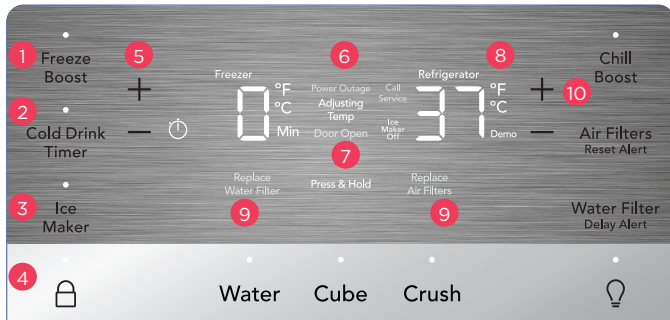 1
Freeze
Boost
5
6
8
Chill
Boost
Freezer
Power Outage
Call
Service
Refrigerator
+
°F
°C
Min
0
Adjusting
Temp
Door Open
Ice
Maker
Off
37
°F
°C
Demo
+
10
2
Cold Drink
Timer
−
−
Air Filters
Reset Alert
7
Replace
Water Filter
Press & Hold
Replace
Air Filters
9
9
3
Ice
Maker
Water Filter
Delay Alert
4
Water
Cube
Crush